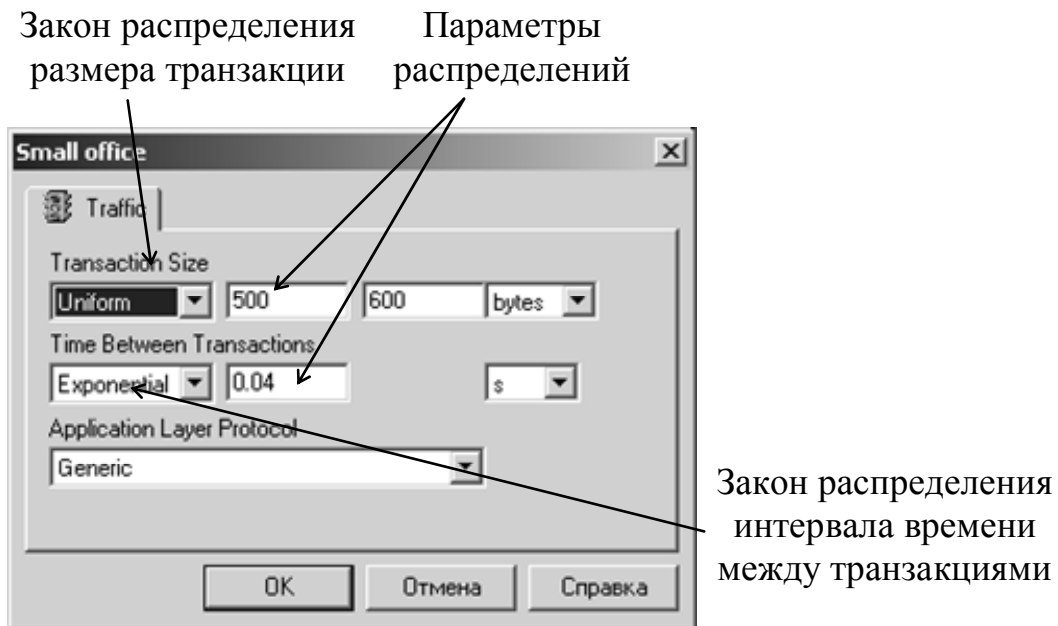 Закон распределения
размера транзакции
Параметры
распределений
Small office
Traffic
Transaction Size
Uniform 500 600 bytes
Time Between Transactions
Exponential 0.04 s
Application Layer Protocol
Generic
Закон распределения
интервала времени
между транзакциями
OK Отмена Справка